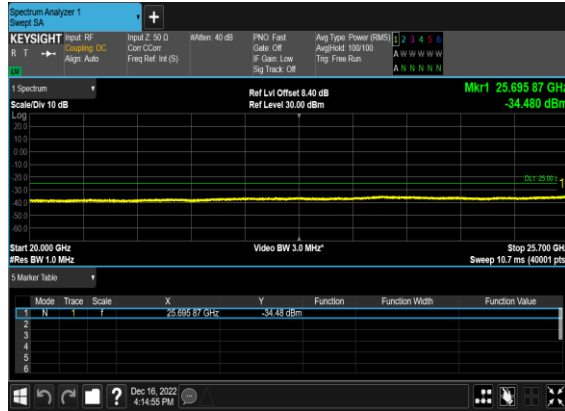 Spectrum Analyzer 1
Swept SA
+
KEYSIGHT Input: RF Input Z: 50 Ω #Atten: 40 dB PNO: Fast Avg Type: Power (RMS) 1 2 3 4 5 6
R T Coupling: DC Corr CCorr Gate: Off Avg|Hold: 100/100 A W W W W W
Align: Auto Freq Ref: Int (S) IF Gain: Low Trig: Free Run
Sig Track: Off A N N N N N
1 Spectrum
Ref Lvl Offset 8.40 dB Mkr1 25.695 87 GHz
Scale/Div 10 dB Ref Level 30.00 dBm -34.480 dBm
Log
20.0
10.0
0.00
-10.0
-20.0
DL1 -25.00
1
-30.0
-40.0
-50.0
-60.0
Start 20.000 GHz Video BW 3.0 MHz* Stop 25.700 GH
#Res BW 1.0 MHz Sweep 10.7 ms (40001 pts
5 Marker Table
Mode Trace Scale X Y Function Function Width Function Value
1 N 1 f 25.695 87 GHz -34.48 dBm
2
3
4
5
6
? Dec 16, 2022
4:14:55 PM